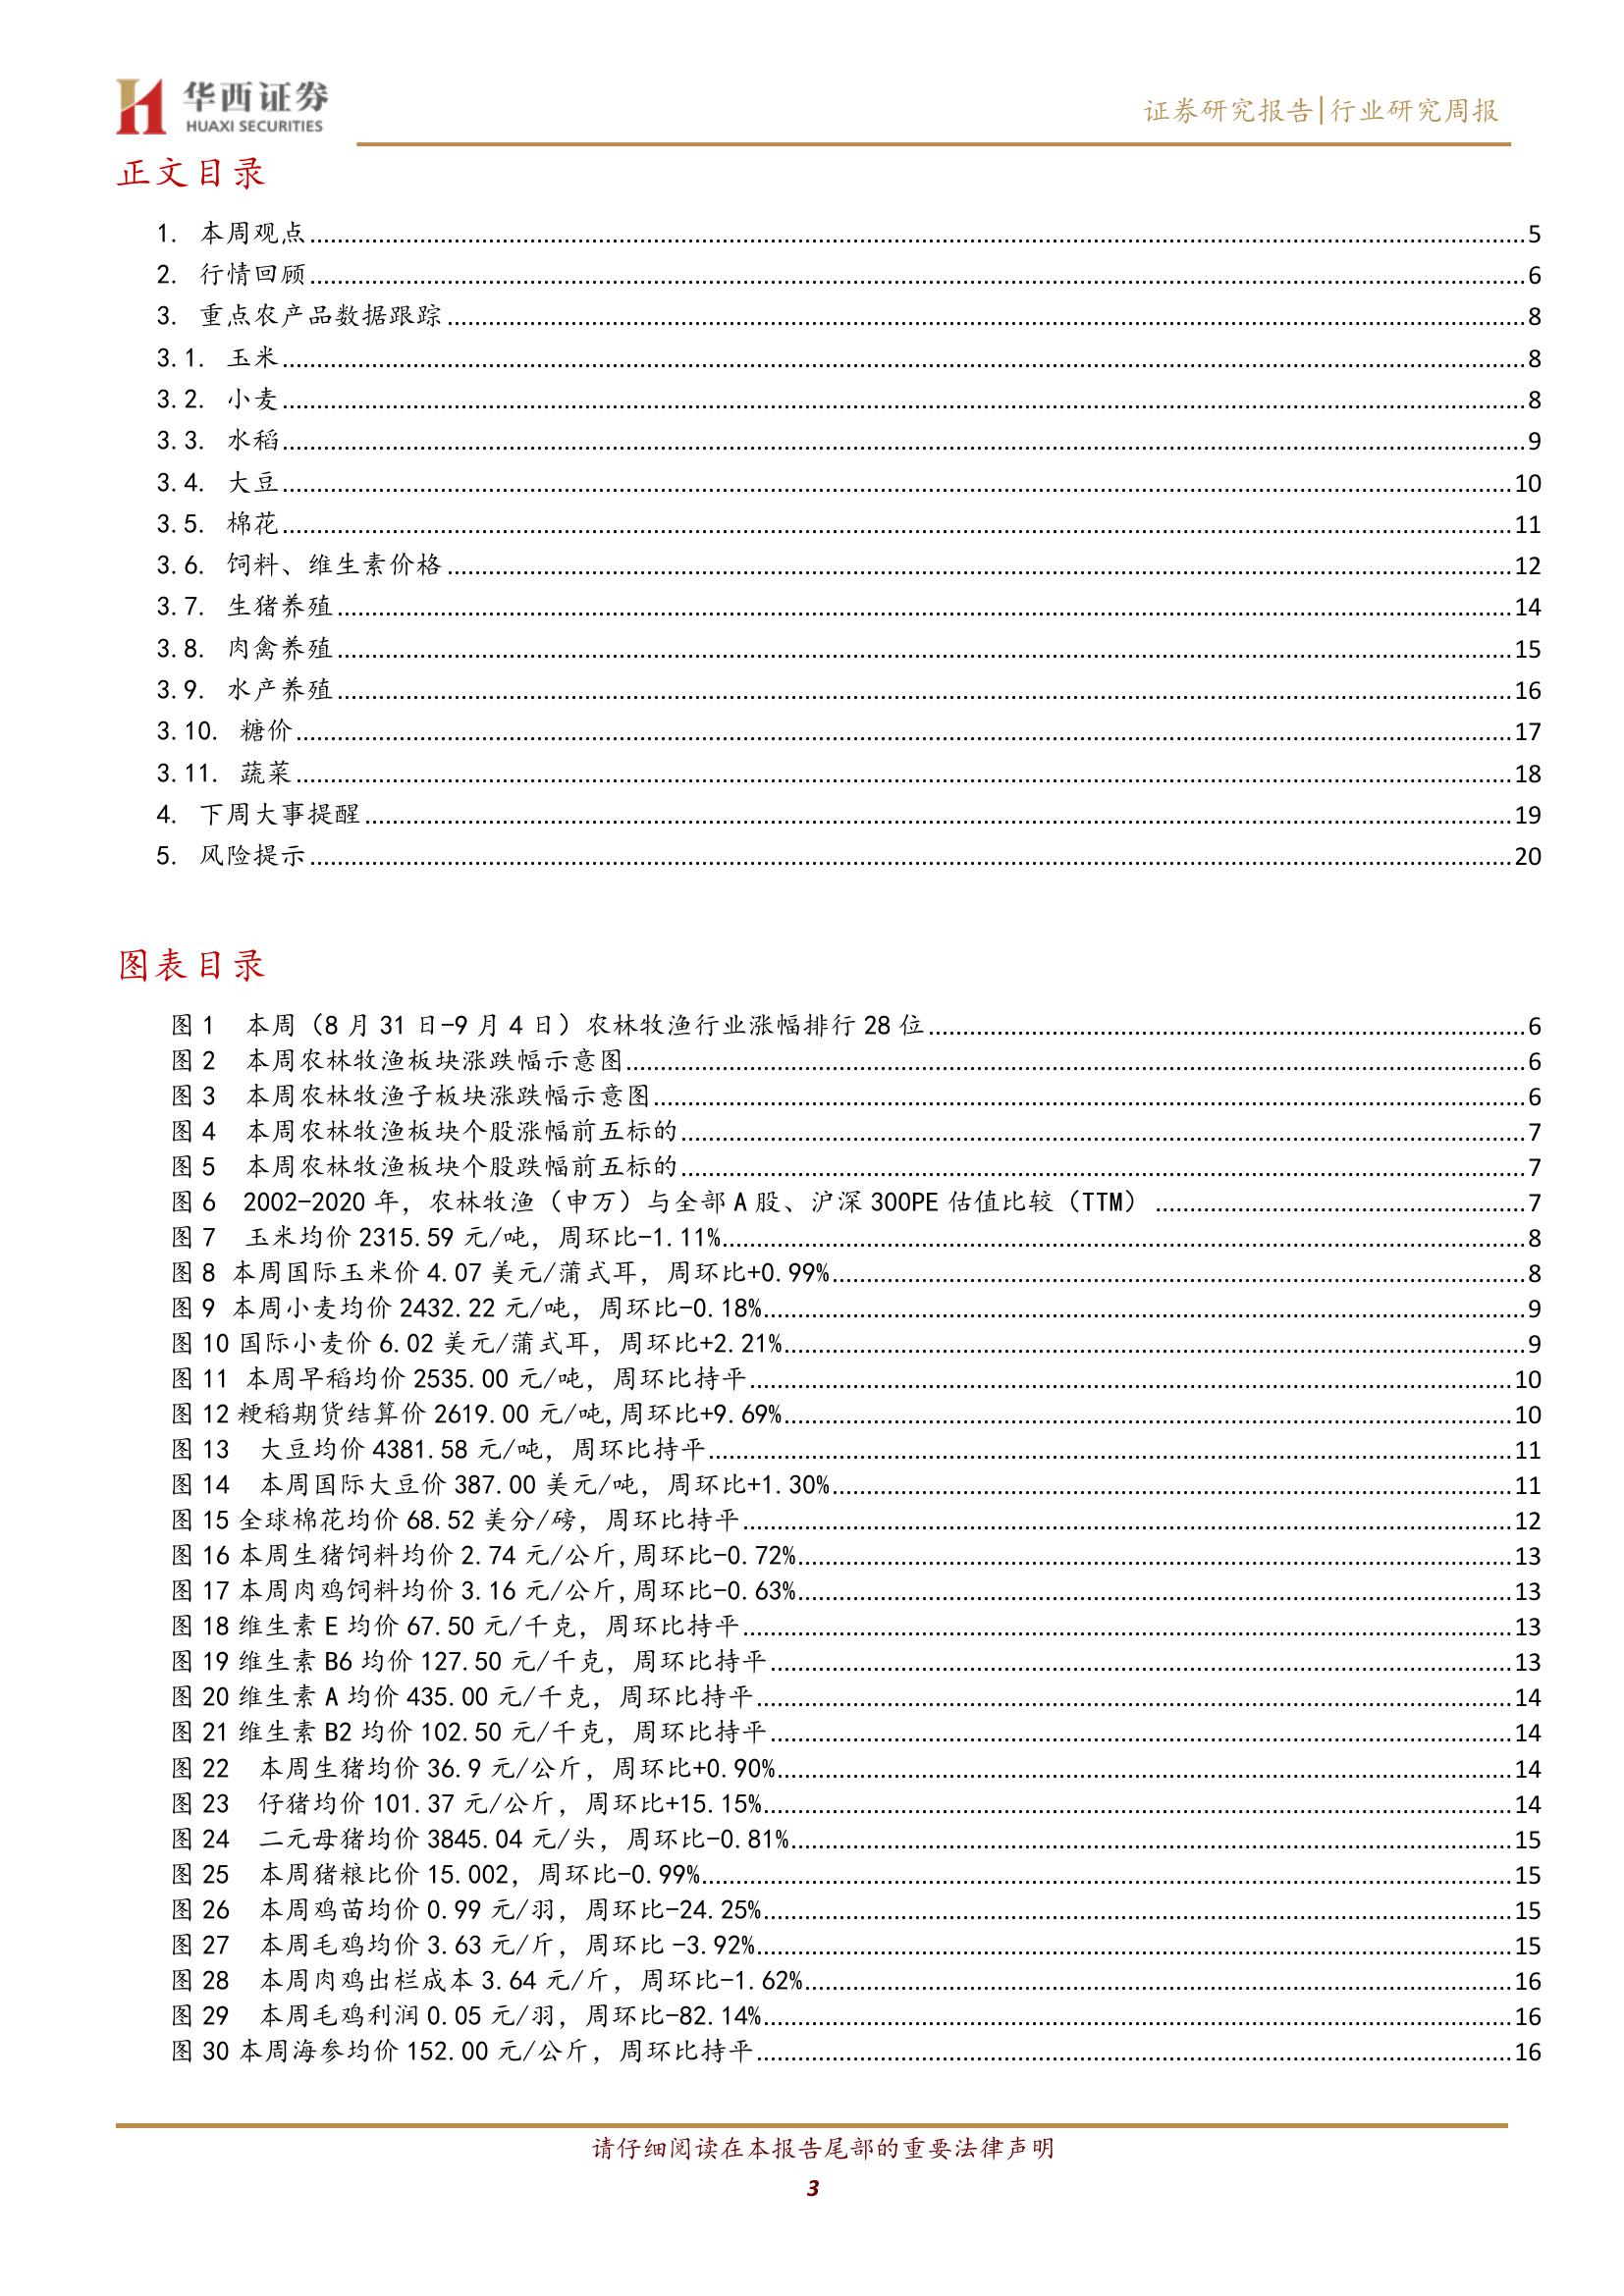 华西证券
HUAXI SECURITIES
证券研究报告|行业研究周报
正文目录
1. 本周观点................5
2. 行情回顾................6
3. 重点农产品数据跟踪................8
3.1. 玉米................8
3.2. 小麦................8
3.3. 水稻................9
3.4. 大豆................10
3.5. 棉花................11
3.6. 饲料、维生素价格................12
3.7. 生猪养殖................14
3.8. 肉禽养殖................15
3.9. 水产养殖................16
3.10. 糖价................17
3.11. 蔬菜................18
4. 下周大事提醒................19
5. 风险提示................20
图表目录
图 1 本周（8 月 31 日-9 月 4 日）农林牧渔行业涨幅排行 28 位................6
图 2 本周农林牧渔板块涨跌幅示意图................6
图 3 本周农林牧渔子板块涨跌幅示意图................6
图 4 本周农林牧渔板块个股涨幅前五标的................7
图 5 本周农林牧渔板块个股跌幅前五标的................7
图 6 2002-2020 年，农林牧渔（申万）与全部 A 股、沪深 300PE 估值比较（TTM）................7
图 7 玉米均价 2315.59 元/吨，周环比-1.11%................8
图 8 本周国际玉米价 4.07 美元/蒲式耳，周环比+0.99%................8
图 9 本周小麦均价 2432.22 元/吨，周环比-0.18%................9
图 10 国际小麦价 6.02 美元/蒲式耳，周环比+2.21%................9
图 11 本周早稻均价 2535.00 元/吨，周环比持平................10
图 12 粳稻期货结算价 2619.00 元/吨,周环比+9.69%................10
图 13 大豆均价 4381.58 元/吨，周环比持平................11
图 14 本周国际大豆价 387.00 美元/吨，周环比+1.30%................11
图 15 全球棉花均价 68.52 美分/磅，周环比持平................12
图 16 本周生猪饲料均价 2.74 元/公斤,周环比-0.72%................13
图 17 本周肉鸡饲料均价 3.16 元/公斤,周环比-0.63%................13
图 18 维生素 E 均价 67.50 元/千克，周环比持平................13
图 19 维生素 B6 均价 127.50 元/千克，周环比持平................13
图 20 维生素 A 均价 435.00 元/千克，周环比持平................14
图 21 维生素 B2 均价 102.50 元/千克，周环比持平................14
图 22 本周生猪均价 36.9 元/公斤，周环比+0.90%................14
图 23 仔猪均价 101.37 元/公斤，周环比+15.15%................14
图 24 二元母猪均价 3845.04 元/头，周环比-0.81%................15
图 25 本周猪粮比价 15.002，周环比-0.99%................15
图 26 本周鸡苗均价 0.99 元/羽，周环比-24.25%................15
图 27 本周毛鸡均价 3.63 元/斤，周环比 -3.92%................15
图 28 本周肉鸡出栏成本 3.64 元/斤，周环比-1.62%................16
图 29 本周毛鸡利润 0.05 元/羽，周环比-82.14%................16
图 30 本周海参均价 152.00 元/公斤，周环比持平................16
请仔细阅读在本报告尾部的重要法律声明
3